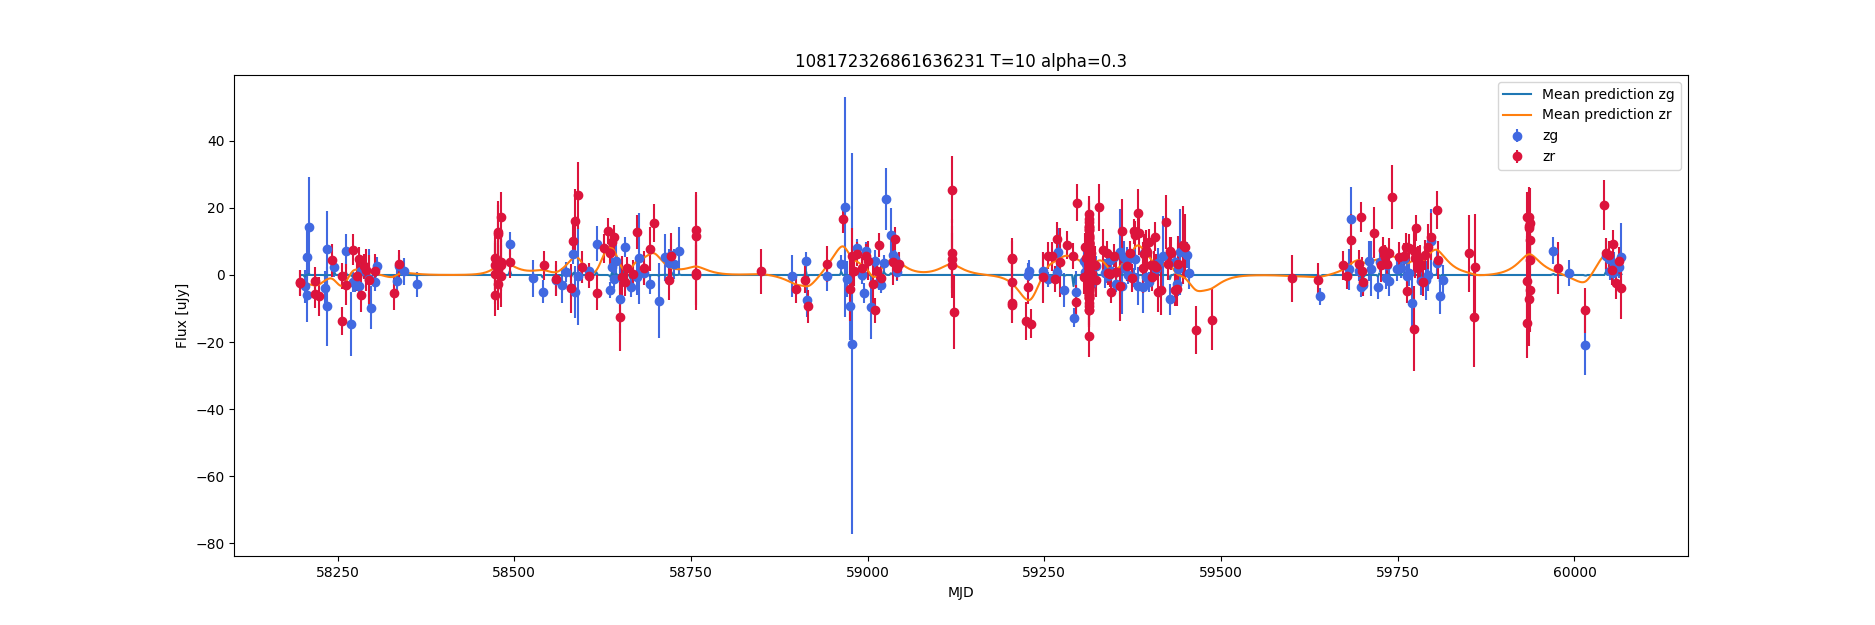 108172326861636231 T=10 alpha=0.3
Mean prediction zg
Mean prediction zr
zg
zr
Flux [uJy]
40
20
0
−20
−40
−60
−80
58250 58500 58750 59000 59250 59500 59750 60000
MJD